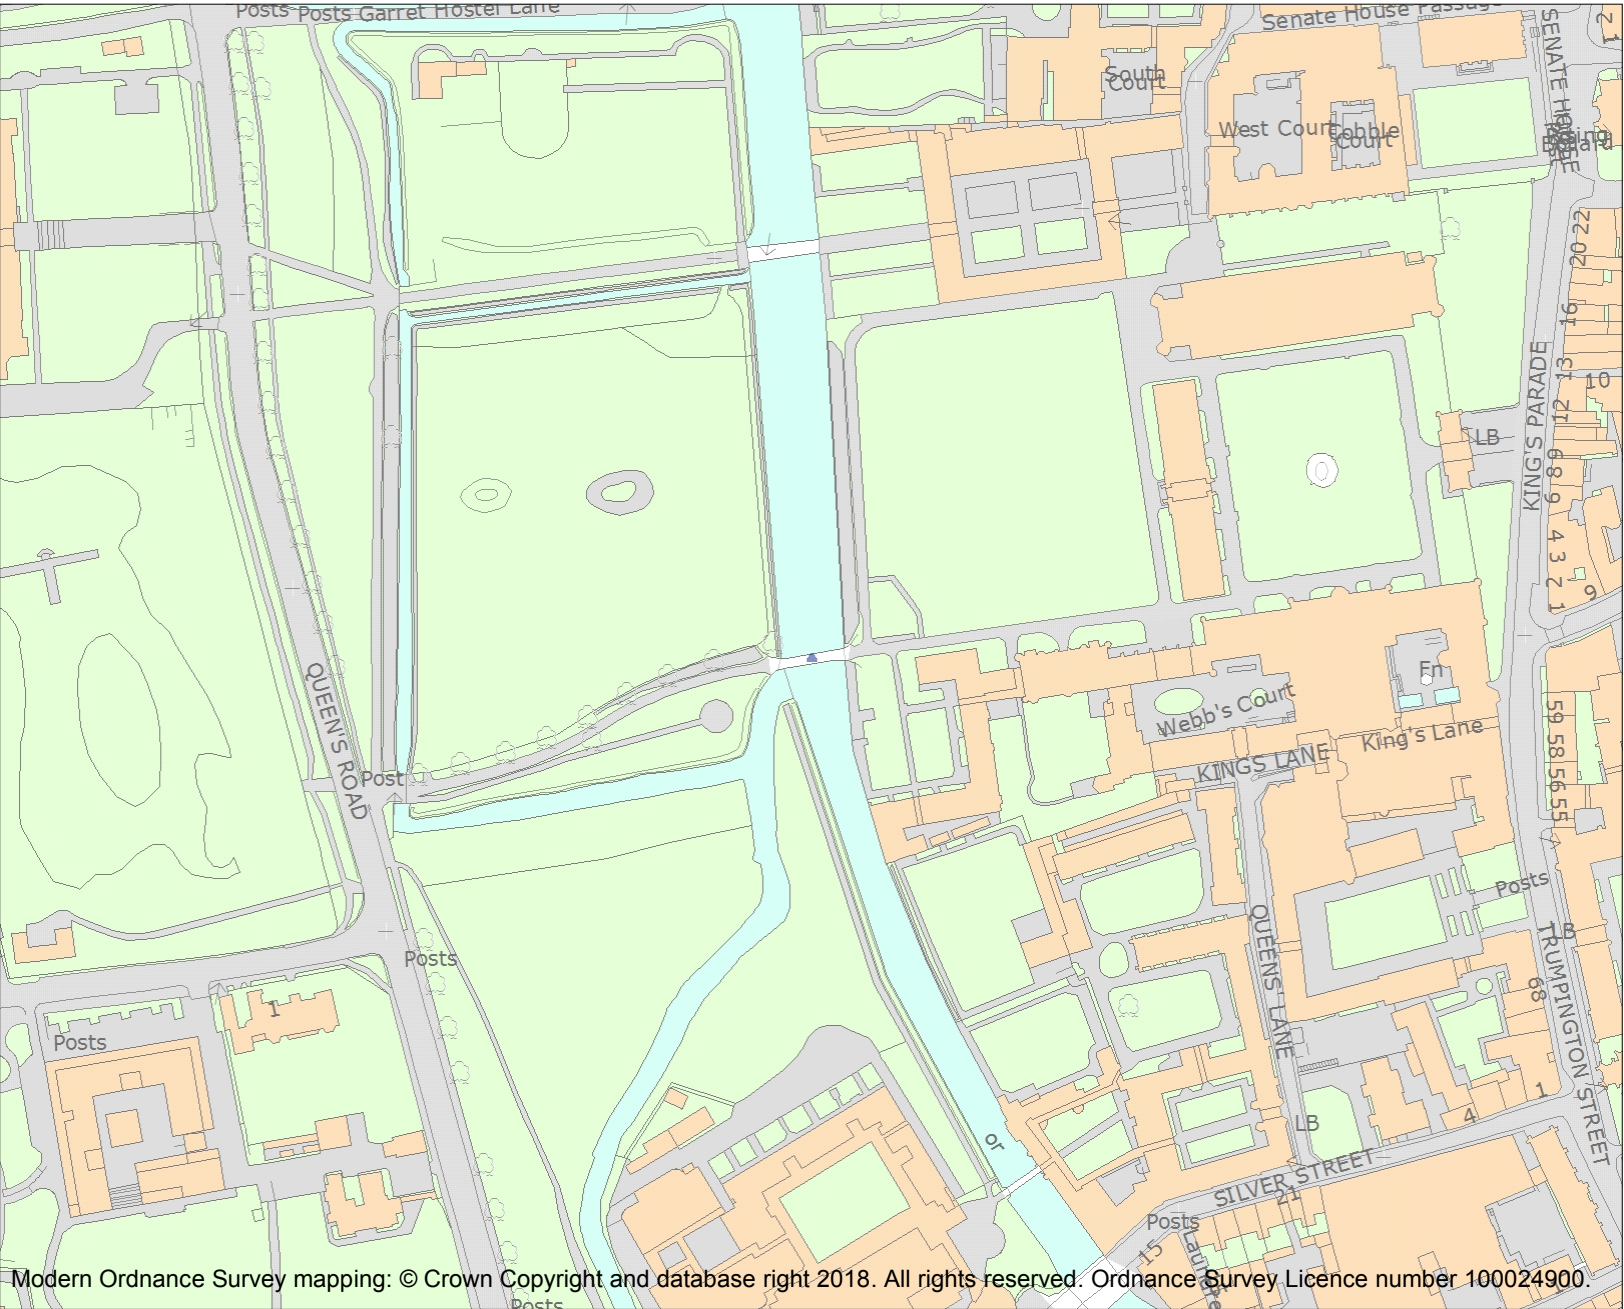 Posts
Posts
Garret Hostel Lane
Senate House Passage
SENATE HOUSE
2
1
South
Court
West Court
Cobble
Court
20 22
16
KING'S PARADE
13
10
12
LB
9
8
6
4
3
2
1
9
QUEEN'S ROAD
Fn
Webb's Court
King's Lane
KINGS LANE
59 58 56 55
Post
Posts
QUEENS' LANE
LB
TRUMPINGTON STREET
68
Posts
1
Posts
1
4
LB
or
SILVER STREET
21
Posts
15
Modern Ordnance Survey mapping: © Crown Copyright and database right 2018. All rights reserved. Ordnance Survey Licence number 100024900.
Posts